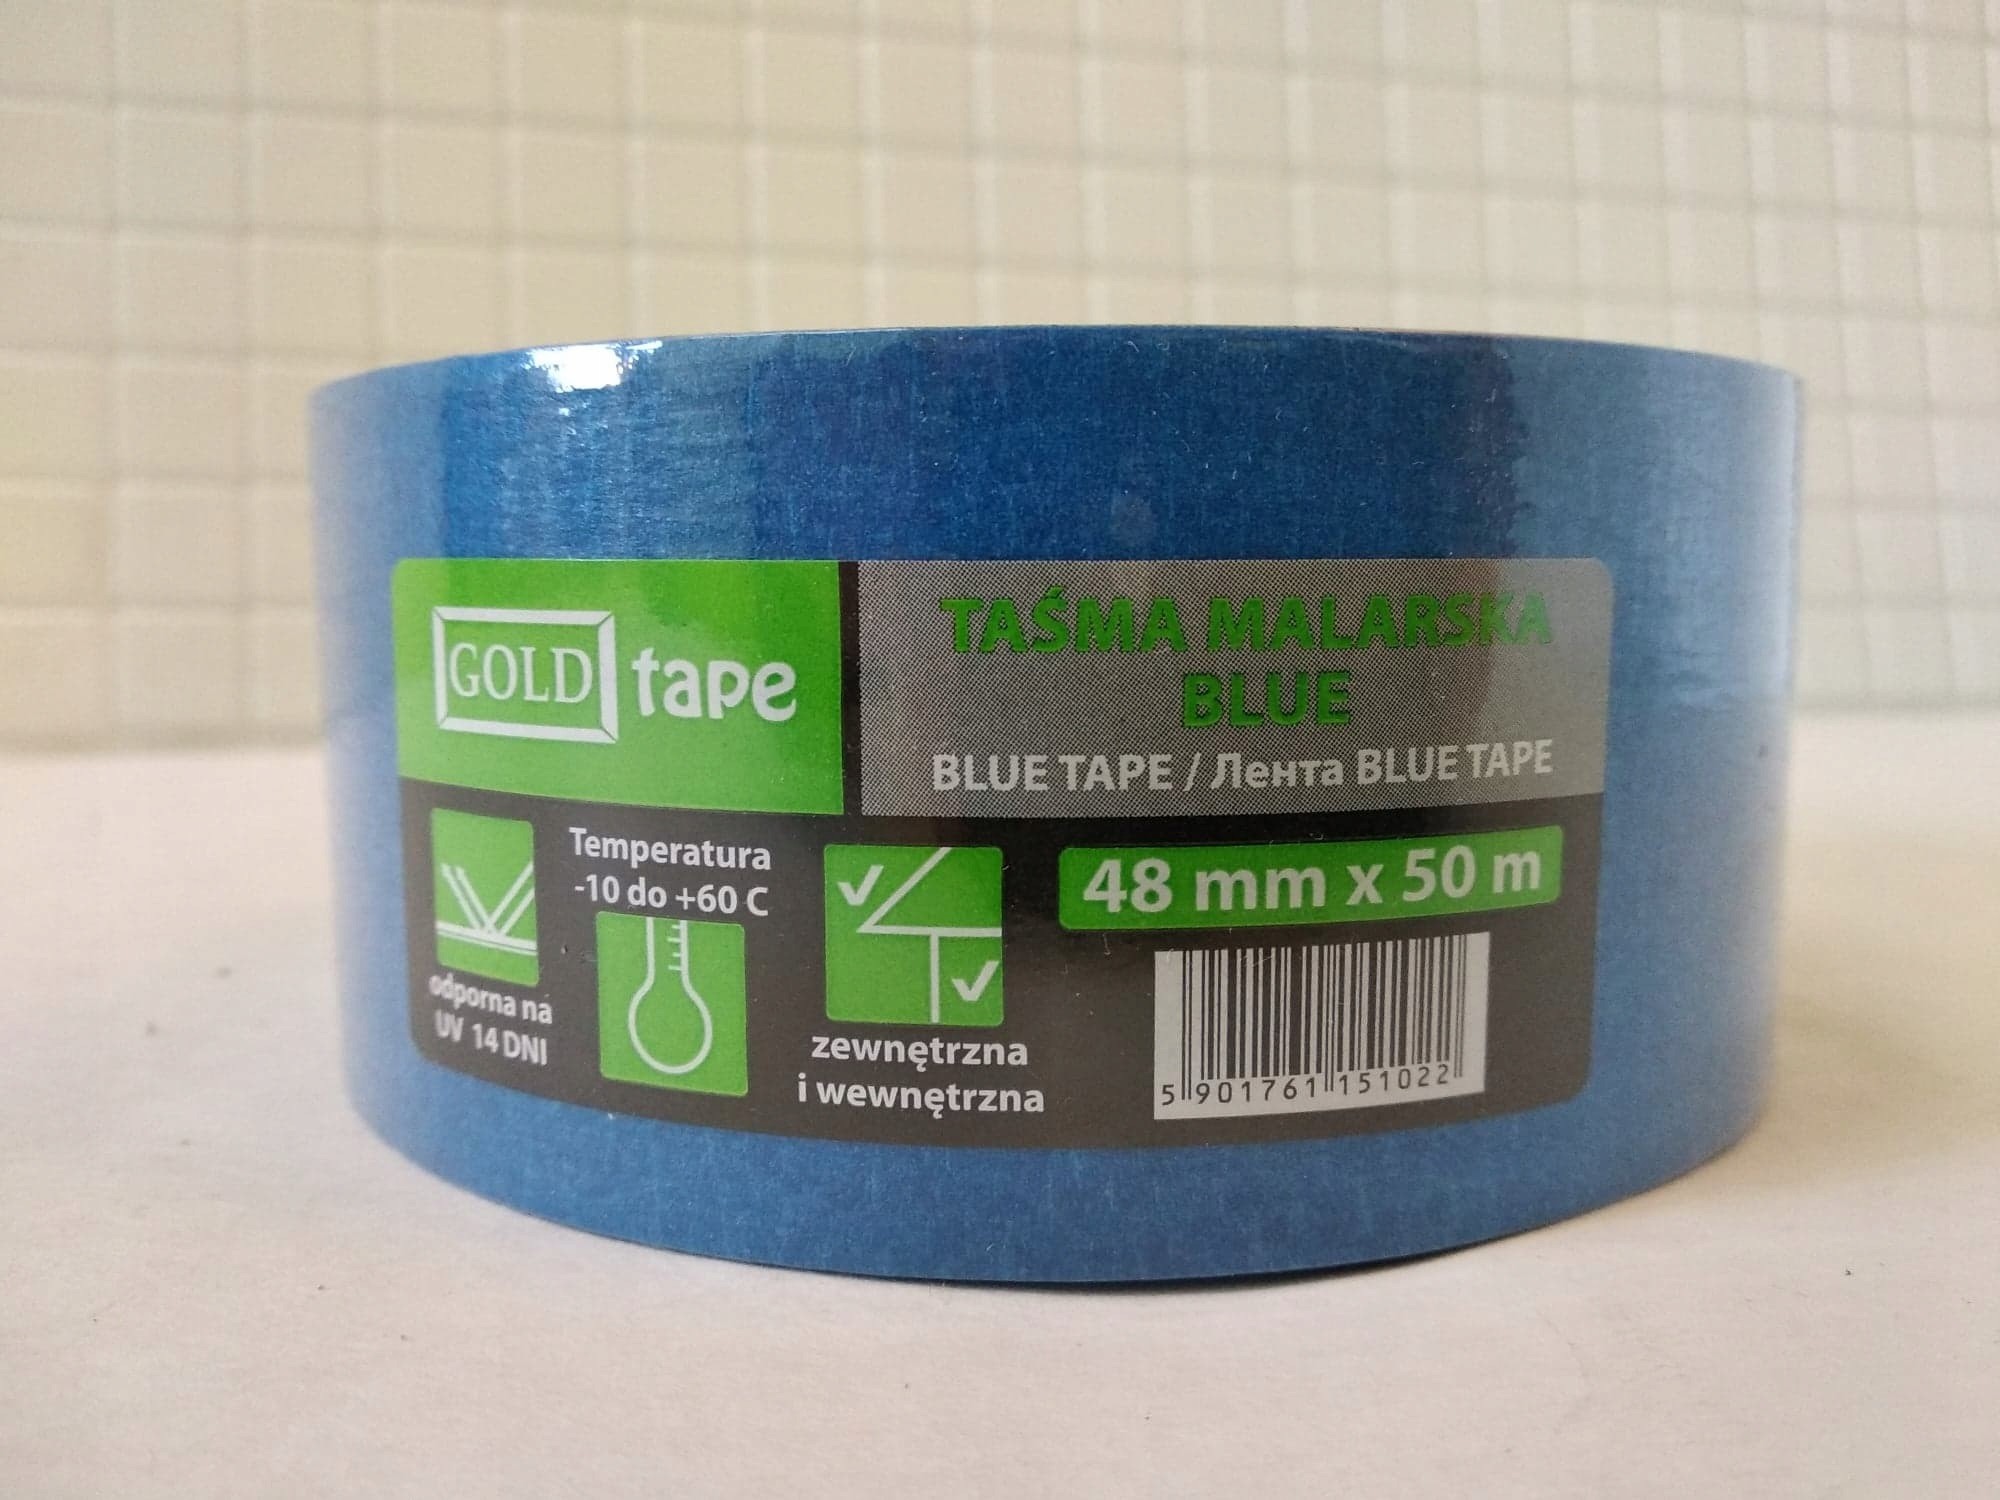 GOLD tape
TAŚMA MALARSKA
BLUE
BLUE TAPE / Лента BLUE TAPE
odporna na
UV 14 DNI
Temperatura
-10 do +60 C
zewnętrzna
i wewnętrzna
48 mm x 50 m
5 901761 151022